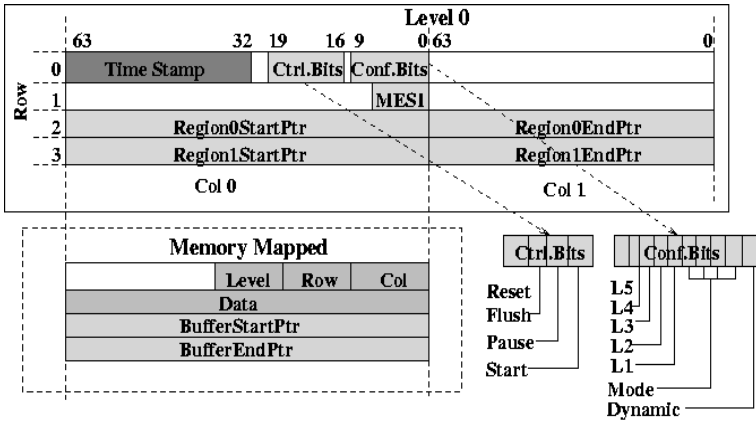 Level 0
63 32 19 16 9 0 63 0
Row
0 Time Stamp Ctrl.Bits Conf.Bits
1 MESI
2 Region0StartPtr Region0EndPtr
3 Region1StartPtr Region1EndPtr
Col 0 Col 1
Memory Mapped
Level Row Col
Data
BufferStartPtr
BufferEndPtr
Ctrl.Bits
Reset
Flush
Pause
Start
Conf.Bits
L5
L4
L3
L2
L1
Mode
Dynamic